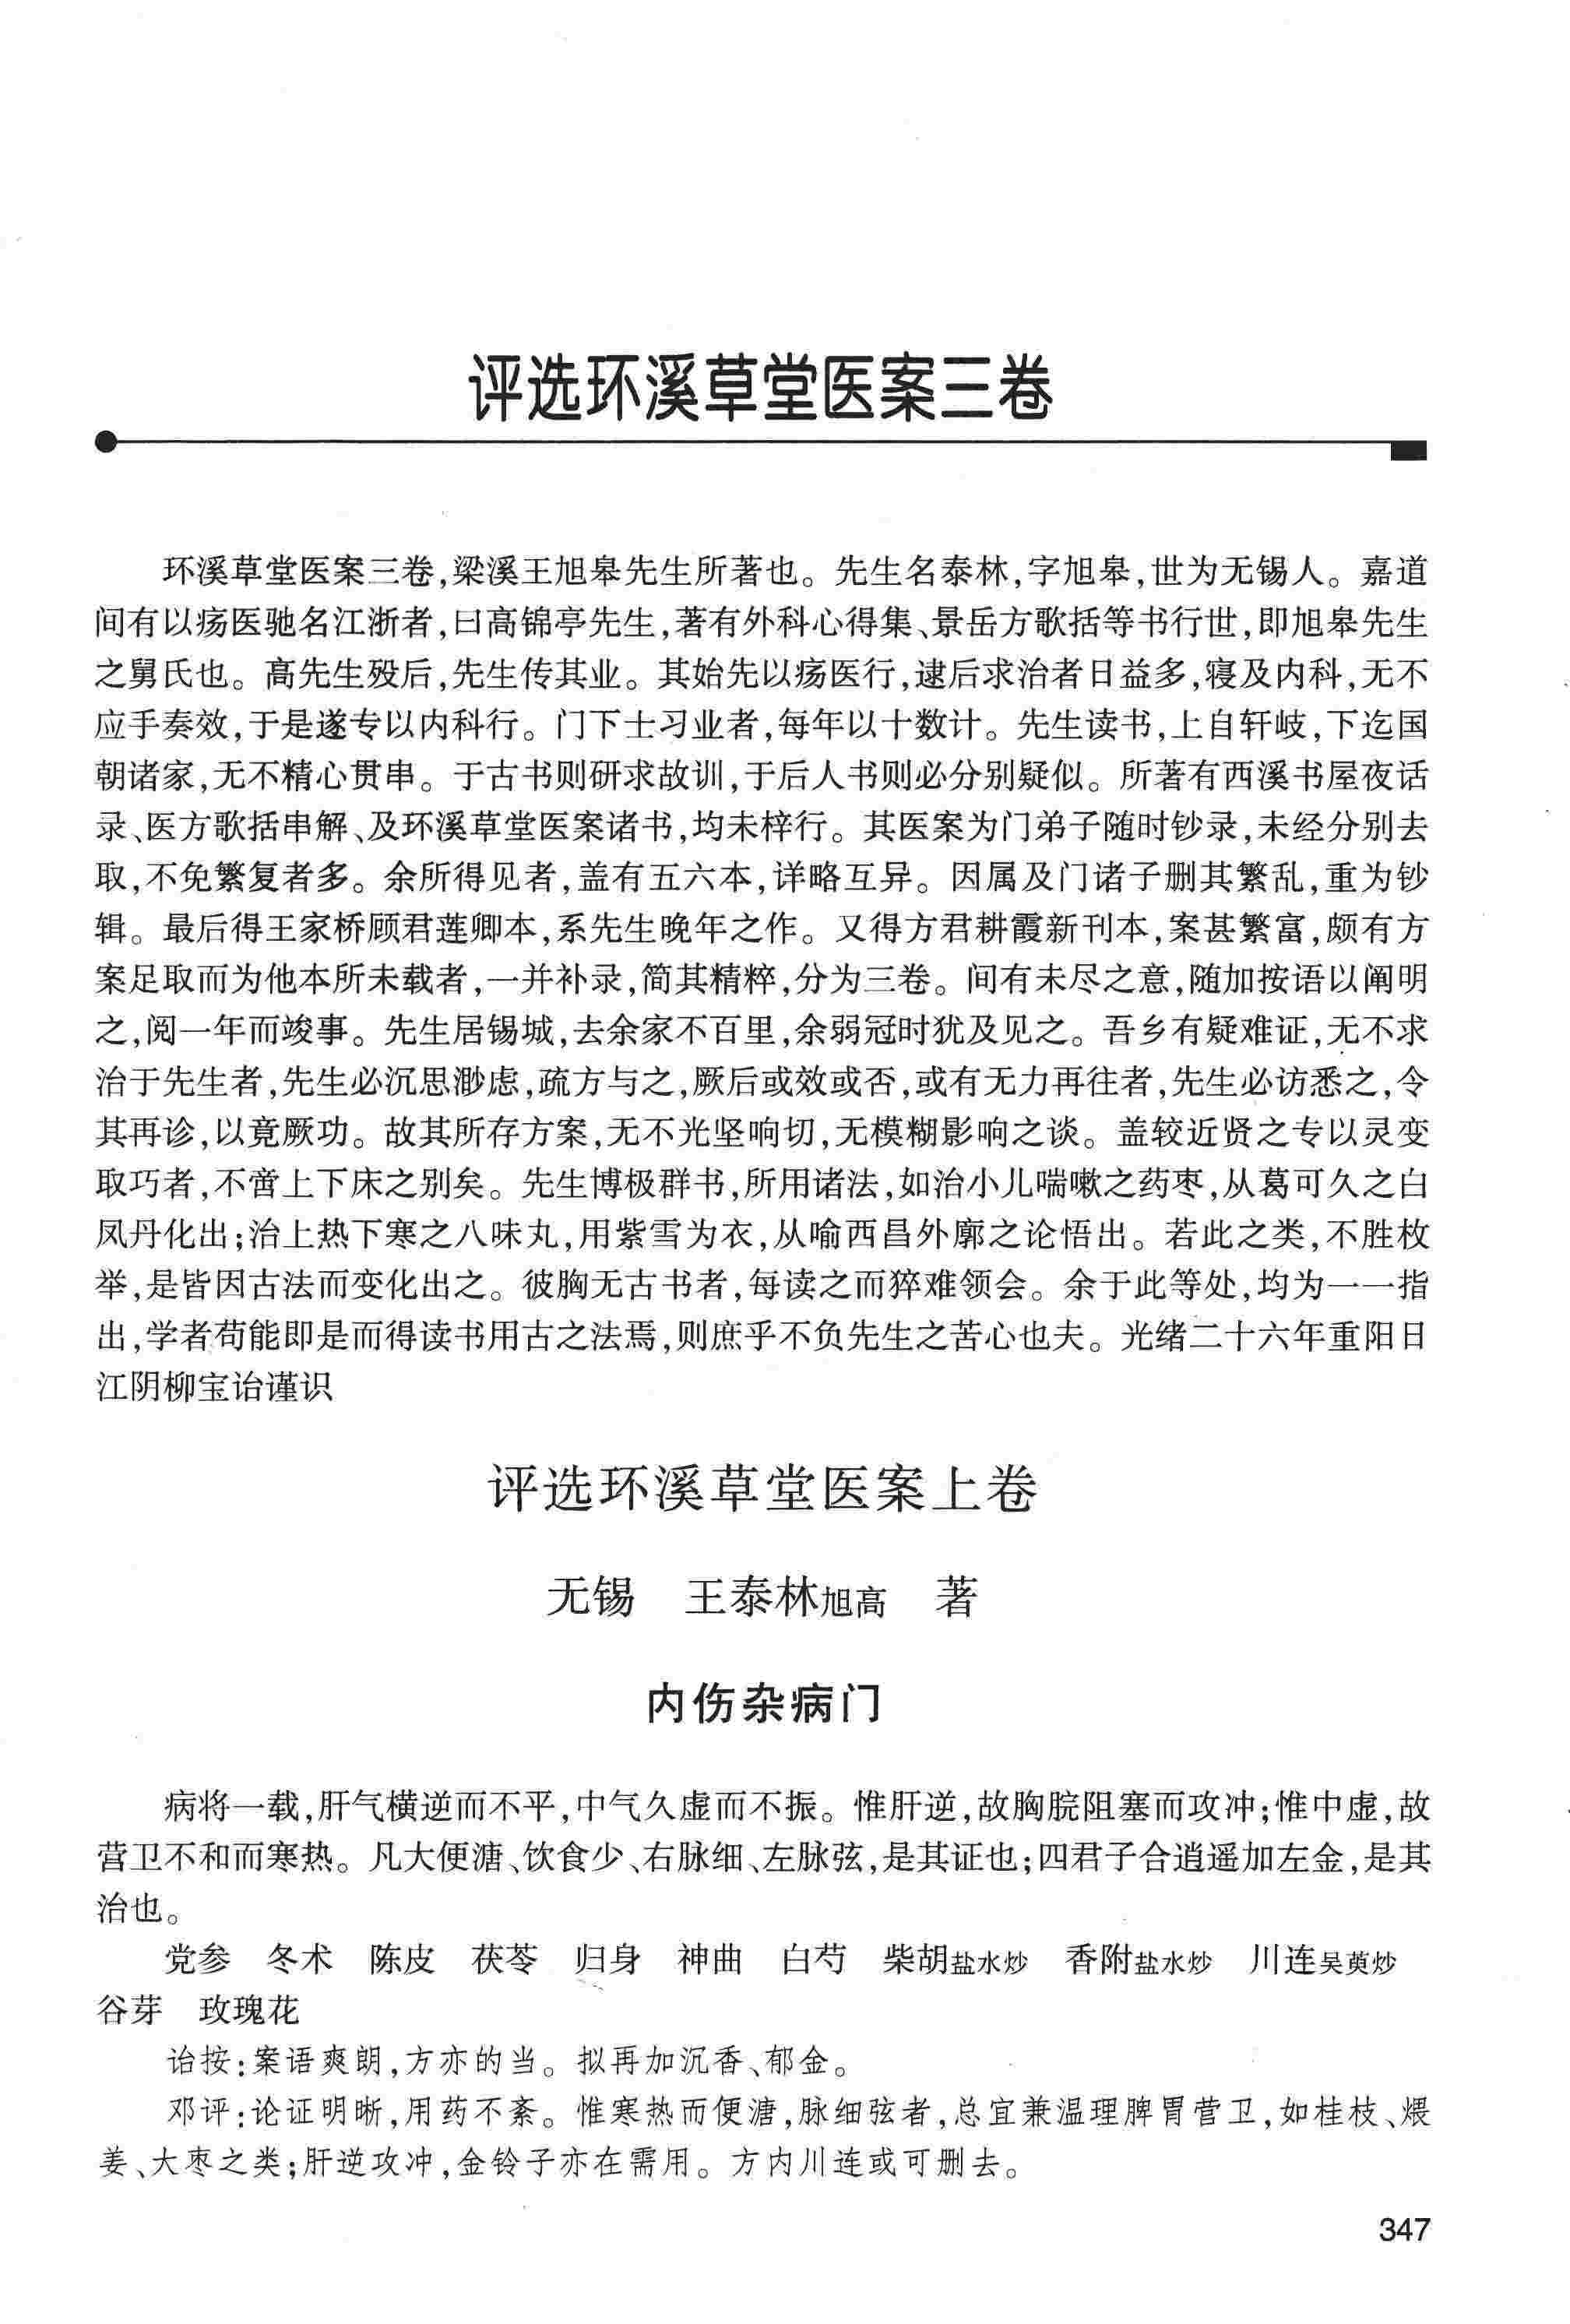 评选环溪草堂医案三卷
环溪草堂医案三卷,梁溪王旭皋先生所著也。先生名泰林,字旭皋,世为无锡人。嘉道
间有以疡医驰名江浙者,曰高锦亭先生,著有外科心得集、景岳方歌括等书行世,即旭皋先生
之舅氏也。高先生殁后,先生传其业。其始先以疡医行,逮后求治者日益多,寝及内科,无不
应手奏效,于是遂专以内科行。门下士习业者,每年以十数计。先生读书,上自轩岐,下迄国
朝诸家,无不精心贯串。于古书则研求故训,于后人书则必分别疑似。所著有西溪书屋夜话
录、医方歌括串解、及环溪草堂医案诸书,均未梓行。其医案为门弟子随时钞录,未经分别去
取,不免繁复者多。余所得见者,盖有五六本,详略互异。因属及门诸子删其繁乱,重为钞
辑。最后得王家桥顾君莲卿本,系先生晚年之作。又得方君耕霞新刊本,案甚繁富,颇有方
案足取而为他本所未载者,一并补录,简其精粹,分为三卷。间有未尽之意,随加按语以阐明
之,阅一年而竣事。先生居锡城,去余家不百里,余弱冠时犹及见之。吾乡有疑难证,无不求
治于先生者,先生必沉思渺虑,疏方与之,厥后或效或否,或有无力再往者,先生必访悉之,令
其再诊,以竟厥功。故其所存方案,无不光坚响切,无模糊影响之谈。盖较近贤之专以灵变
取巧者,不啻上下床之别矣。先生博极群书,所用诸法,如治小儿喘嗽之药枣,从葛可久之白
凤丹化出;治上热下寒之八味丸,用紫雪为衣,从喻西昌外廓之论悟出。若此之类,不胜枚
举,是皆因古法而变化出之。彼胸无古书者,每读之而猝难领会。余于此等处,均为一一指
出,学者苟能即是而得读书用古之法焉,则庶乎不负先生之苦心也夫。光绪二十六年重阳日
江阴柳宝诒谨识
评选环溪草堂医案上卷
无锡　王泰林旭高　著
内伤杂病门
病将一载,肝气横逆而不平,中气久虚而不振。惟肝逆,故胸脘阻塞而攻冲;惟中虚,故
营卫不和而寒热。凡大便溏、饮食少、右脉细、左脉弦,是其证也;四君子合逍遥加左金,是其
治也。
党参　冬术　陈皮　茯苓　归身　神曲　白芍　柴胡盐水炒　香附盐水炒　川连吴萸炒
谷芽　玫瑰花
诒按:案语爽朗,方亦的当。拟再加沉香、郁金。
邓评:论证明晰,用药不紊。惟寒热而便溏,脉细弦者,总宜兼温理脾胃营卫,如桂枝、煨
姜、大枣之类;肝逆攻冲,金铃子亦在需用。方内川连或可删去。
347